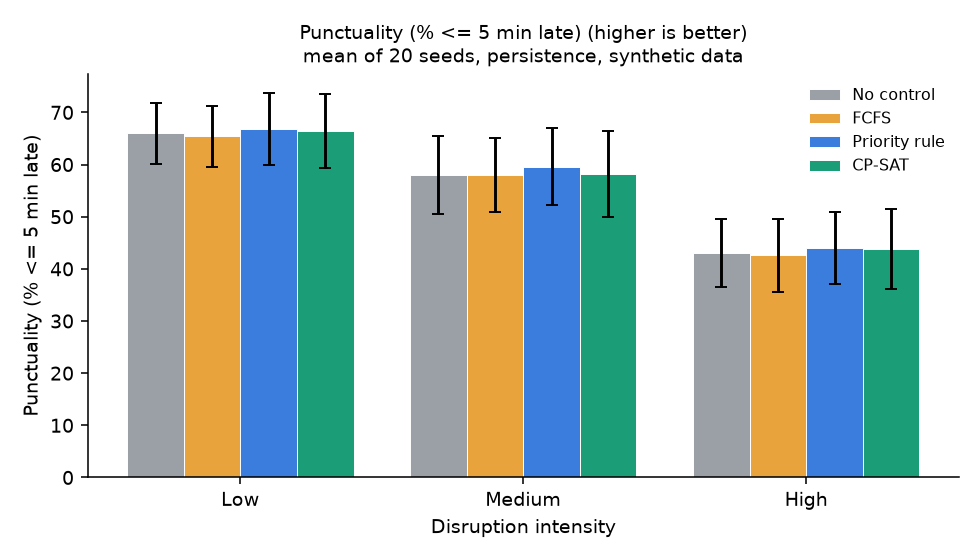 Punctuality (% <= 5 min late) (higher is better)
mean of 20 seeds, persistence, synthetic data
Punctuality (% <= 5 min late)
70
60
50
40
30
20
10
0
No control
FCFS
Priority rule
CP-SAT
Low
Medium
High
Disruption intensity